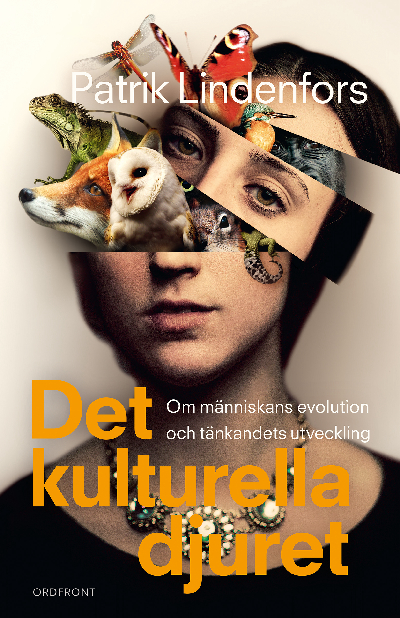 Patrik Lindenfors
Det
Om människans evolution
och tänkandets utveckling
kulturella
djuret
ORDFRONT